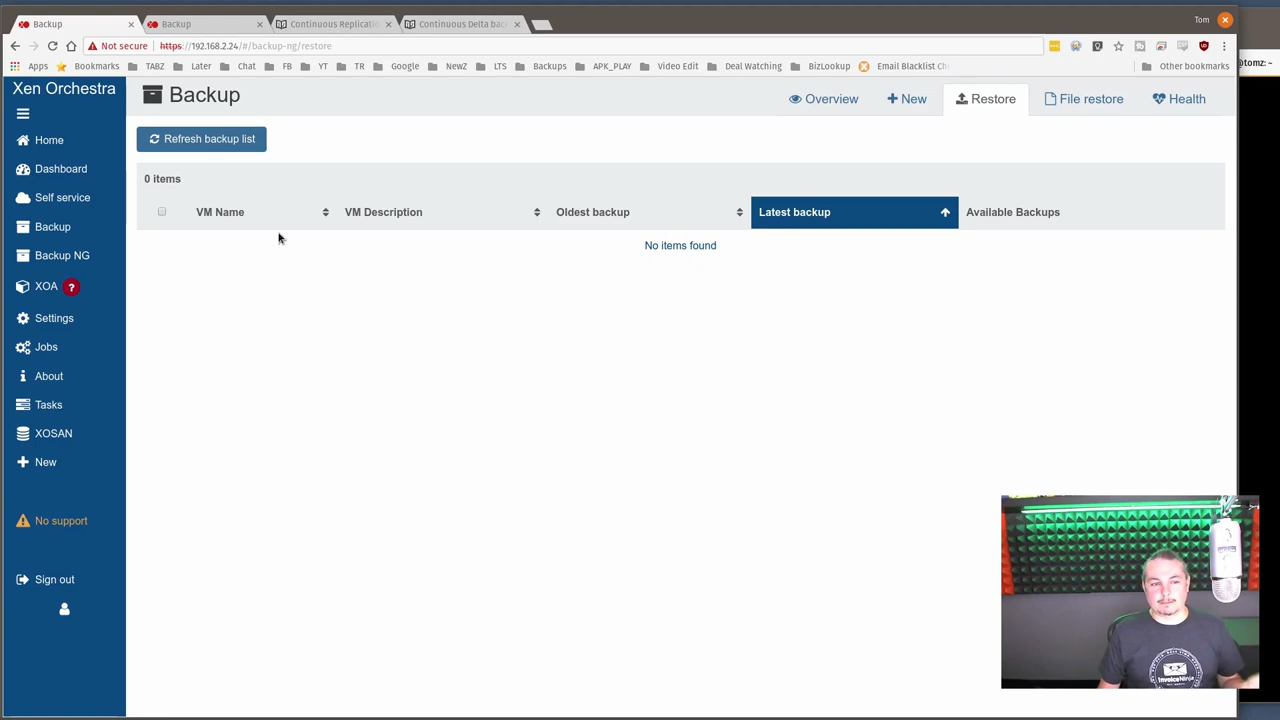 Backup
Backup
Continuous Replicatio
Continuous Delta bac
Tom
Not secure https://192.168.2.24/#/backup-ng/restore
Apps
Bookmarks
TABZ
Later
Chat
FB
YT
TR
Google
NewZ
LTS
Backups
APK_PLAY
Video Edit
Deal Watching
BizLookup
Email Blacklist Che
Other bookmarks
@tomz: ~
Xen Orchestra
Home
Dashboard
Self service
Backup
Backup NG
XOA ?
Settings
Jobs
About
Tasks
XOSAN
New
No support
Sign out
Backup
Overview
New
Restore
File restore
Health
Refresh backup list
0 items
VM Name
VM Description
Oldest backup
Latest backup
Available Backups
No items found
InvoiceNinja